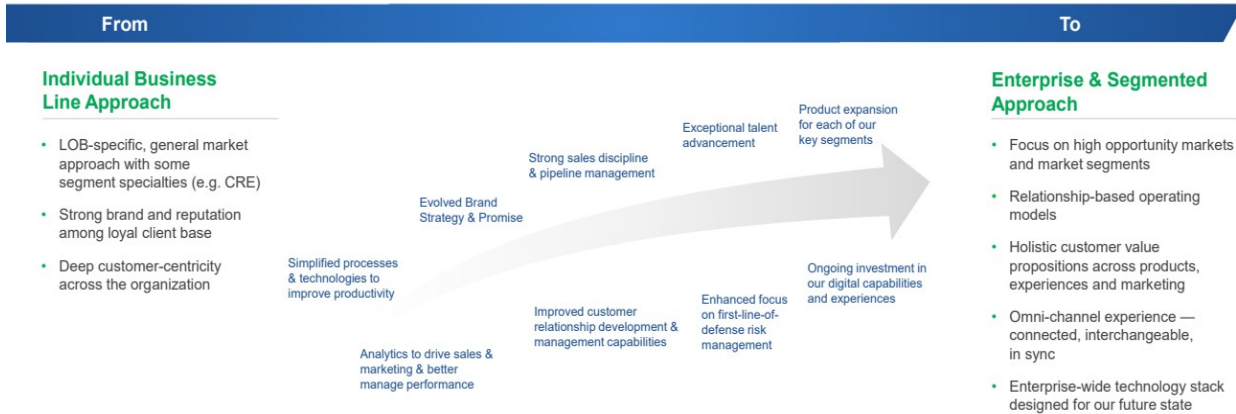 From
To
Individual Business
Line Approach
• LOB-specific, general market
approach with some
segment specialties (e.g. CRE)
• Strong brand and reputation
among loyal client base
• Deep customer-centricity
across the organization
Simplified processes
& technologies to
improve productivity
Evolved Brand
Strategy & Promise
Strong sales discipline
& pipeline management
Exceptional talent
advancement
Product expansion
for each of our
key segments
Analytics to drive sales &
marketing & better
manage performance
Improved customer
relationship development &
management capabilities
Enhanced focus
on first-line-of-
defense risk
management
Ongoing investment in
our digital capabilities
and experiences
Enterprise & Segmented
Approach
• Focus on high opportunity markets
and market segments
• Relationship-based operating
models
• Holistic customer value
propositions across products,
experiences and marketing
• Omni-channel experience —
connected, interchangeable,
in sync
• Enterprise-wide technology stack
designed for our future state